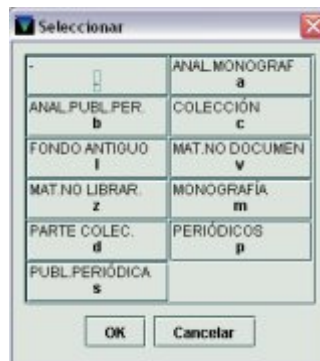 Seleccionar
-
ANAL.MONOGRAF
a
ANAL.PUBL.PER.
b
COLECCIÓN
c
FONDO ANTIGUO
l
MAT.NO DOCUMEN
v
MAT.NO LIBRAR.
z
MONOGRAFÍA
m
PARTE COLEC.
d
PERIÓDICOS
p
PUBL.PERIÓDICA
s
OK
Cancelar